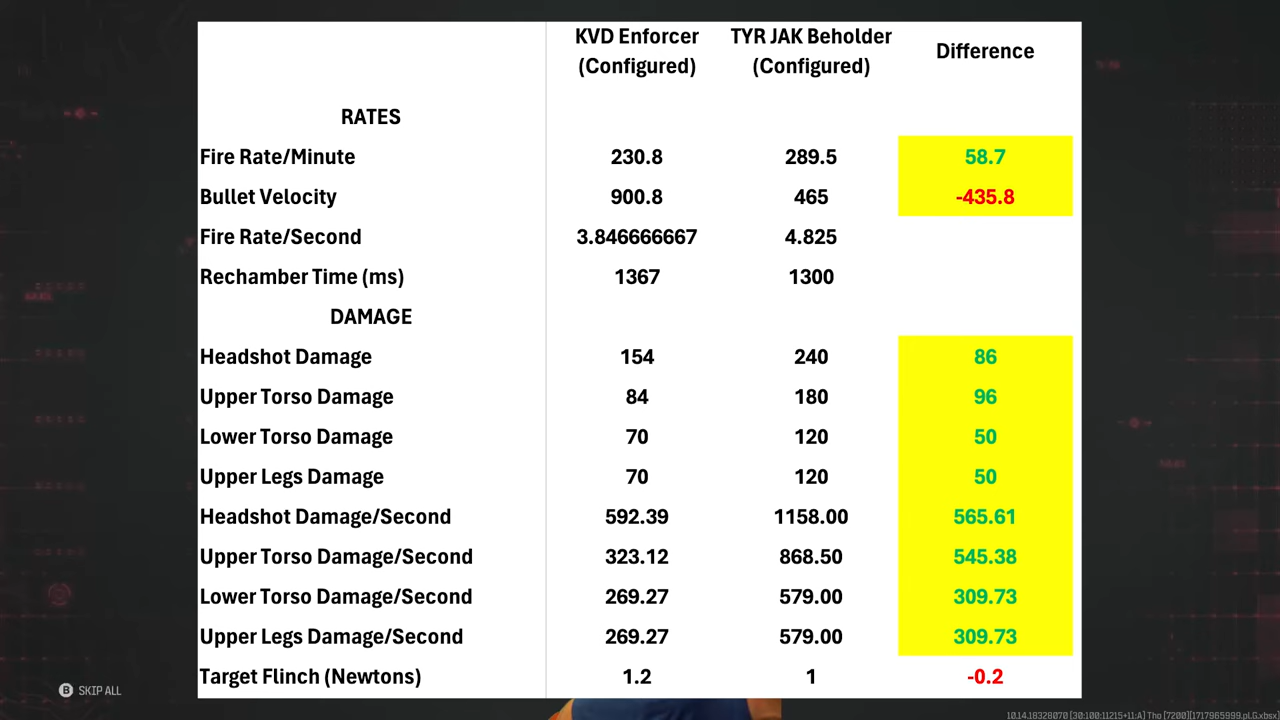 KVD Enforcer (Configured) TYR JAK Beholder (Configured) Difference
RATES
Fire Rate/Minute 230.8 289.5 58.7
Bullet Velocity 900.8 465 -435.8
Fire Rate/Second 3.846666667 4.825
Rechamber Time (ms) 1367 1300
DAMAGE
Headshot Damage 154 240 86
Upper Torso Damage 84 180 96
Lower Torso Damage 70 120 50
Upper Legs Damage 70 120 50
Headshot Damage/Second 592.39 1158.00 565.61
Upper Torso Damage/Second 323.12 868.50 545.38
Lower Torso Damage/Second 269.27 579.00 309.73
Upper Legs Damage/Second 269.27 579.00 309.73
Target Flinch (Newtons) 1.2 1 -0.2
B SKIP ALL